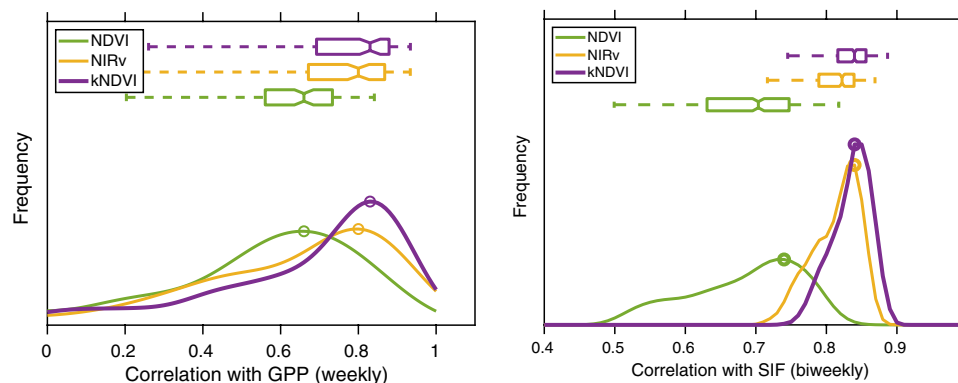 NDVI
NIRv
kNDVI
Frequency
0 0.2 0.4 0.6 0.8 1
Correlation with GPP (weekly)
NDVI
NIRv
kNDVI
Frequency
0.4 0.5 0.6 0.7 0.8 0.9
Correlation with SIF (biweekly)